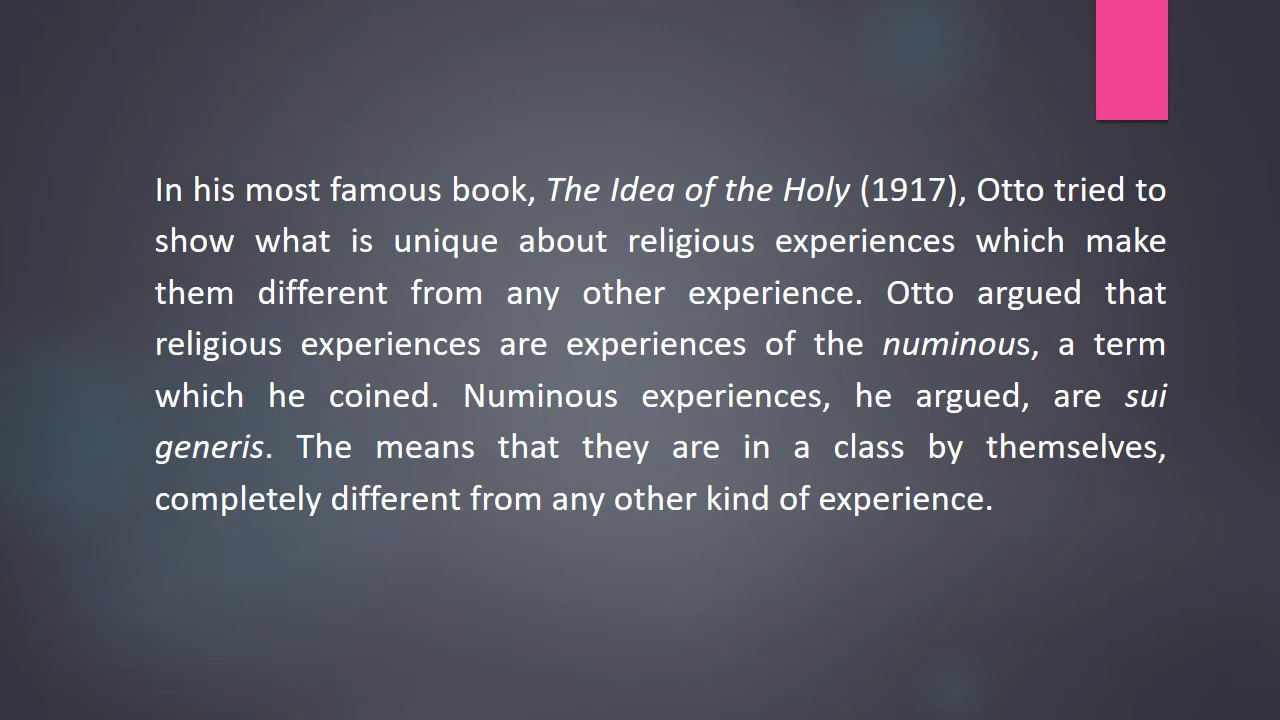 In his most famous book, The Idea of the Holy (1917), Otto tried to
show what is unique about religious experiences which make
them different from any other experience. Otto argued that
religious experiences are experiences of the numinous, a term
which he coined. Numinous experiences, he argued, are sui
generis. The means that they are in a class by themselves,
completely different from any other kind of experience.